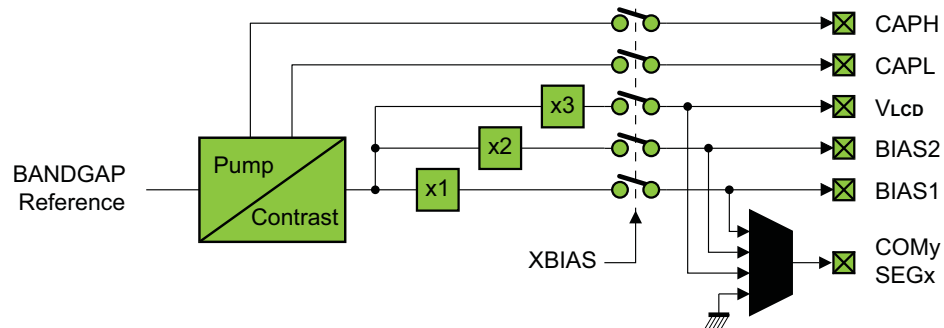 CAPH
CAPL
x3
VLCD
x2
BIAS2
Pump
BANDGAP
Reference
x1
BIAS1
Contrast
XBIAS
COMy
SEGx